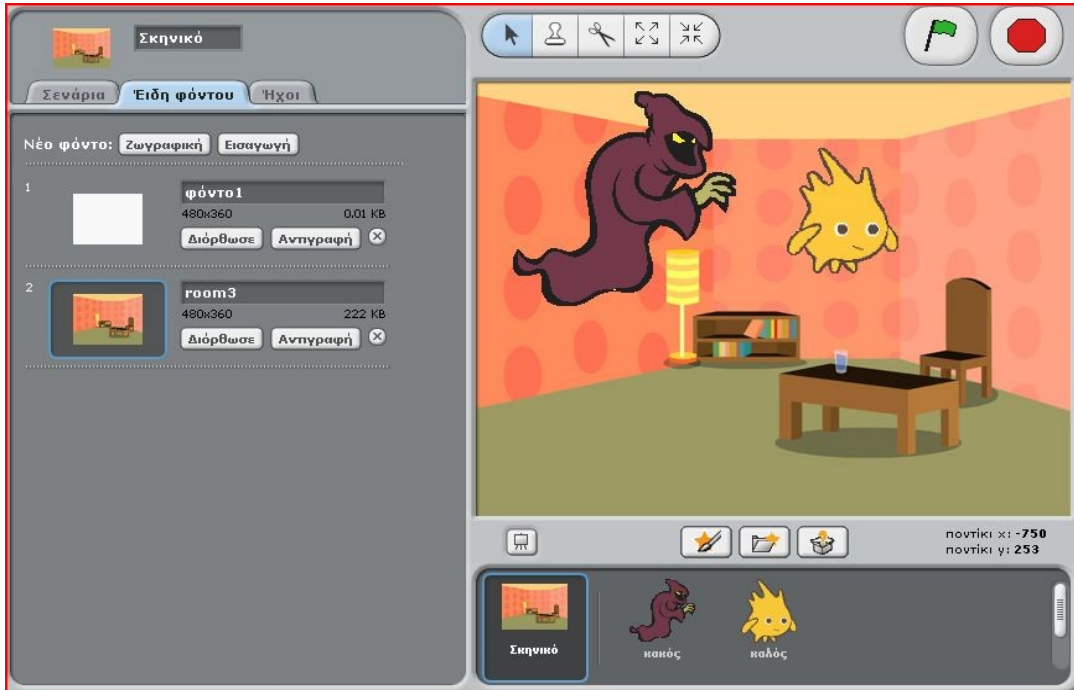 Σκηνικό
Σενάρια Έιδη φόντου Ήχοι
Νέο φόντο: Ζωγραφική Εισαγωγή
1
φόντο1
480x360 0.01 KB
Διόρθωσε Αντιγραφή
2
room3
480x360 222 KB
Διόρθωσε Αντιγραφή
ποντίκι x: -750
ποντίκι y: 253
Σκηνικό κακός καλός